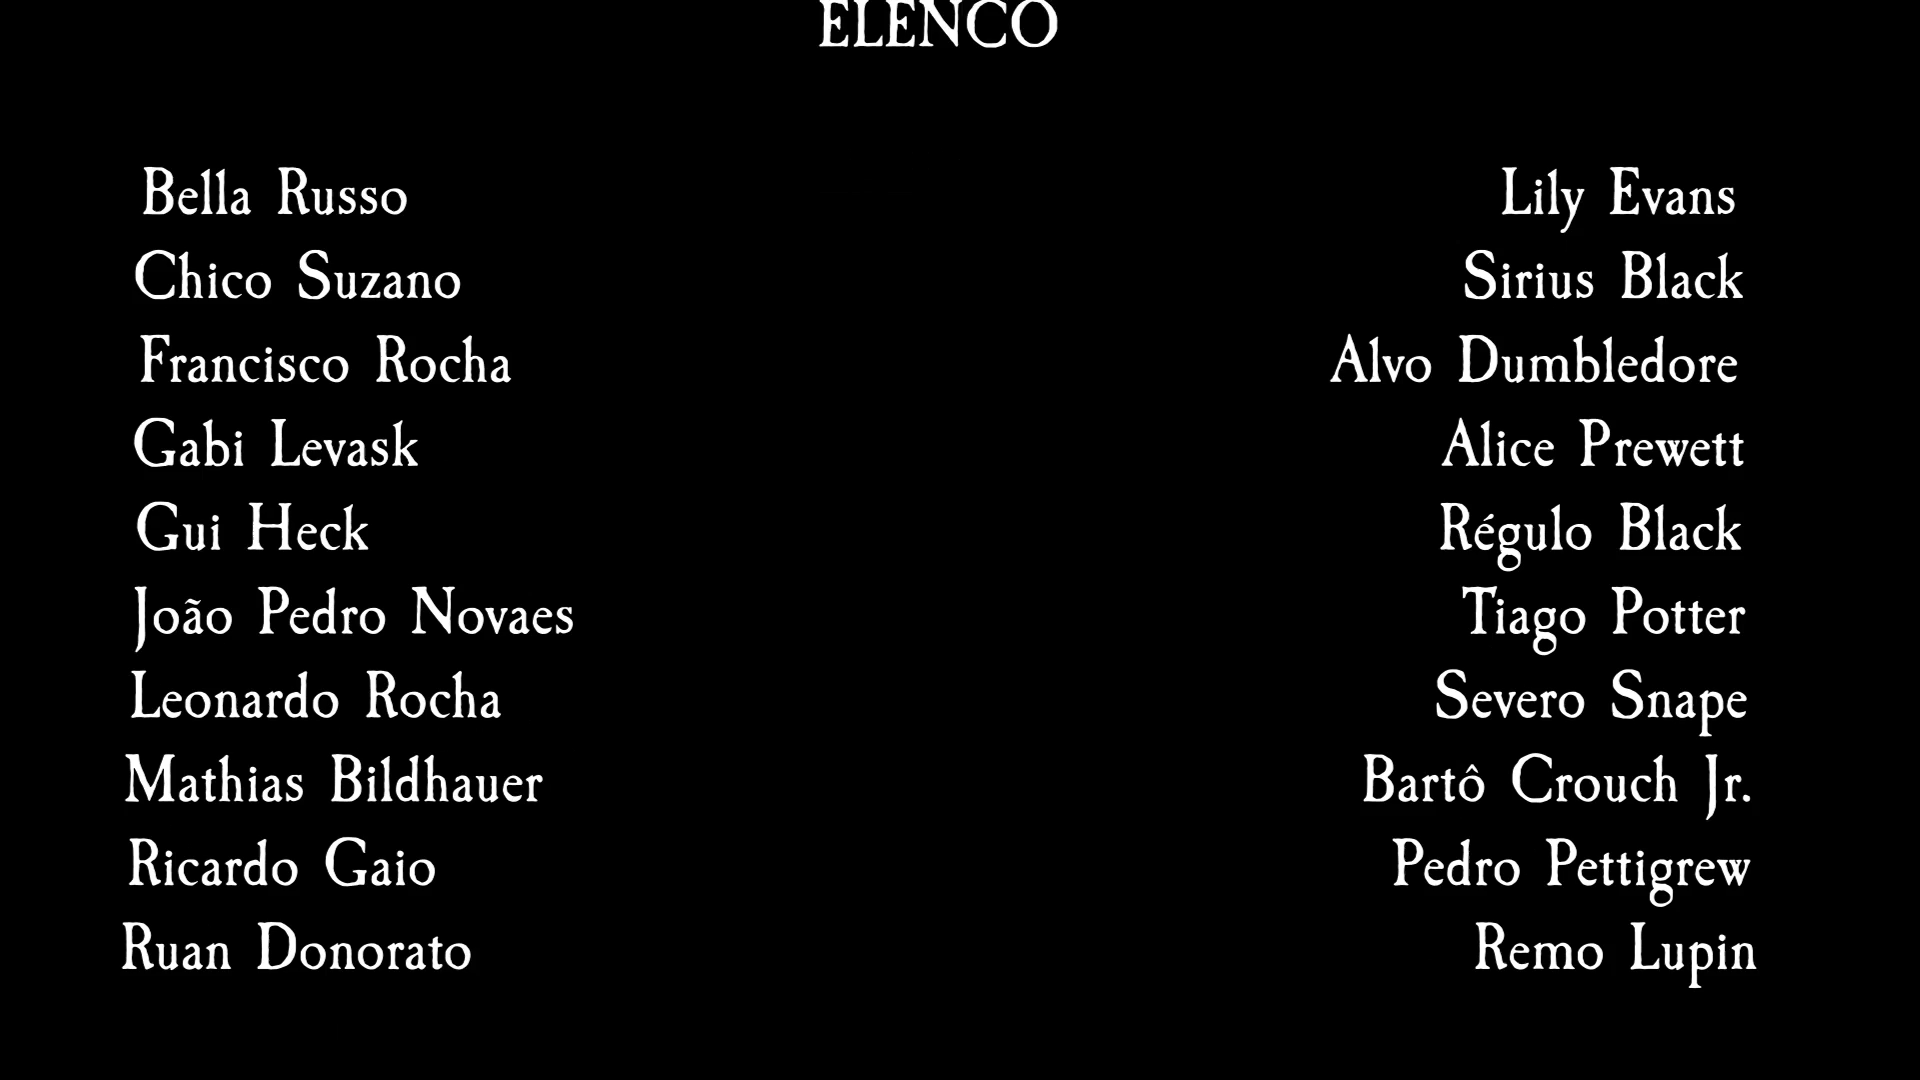 ELENCO
Bella Russo Lily Evans
Chico Suzano Sirius Black
Francisco Rocha Alvo Dumbledore
Gabi Levask Alice Prewett
Gui Heck Régulo Black
João Pedro Novaes Tiago Potter
Leonardo Rocha Severo Snape
Mathias Bildhauer Bartô Crouch Jr.
Ricardo Gaio Pedro Pettigrew
Ruan Donorato Remo Lupin